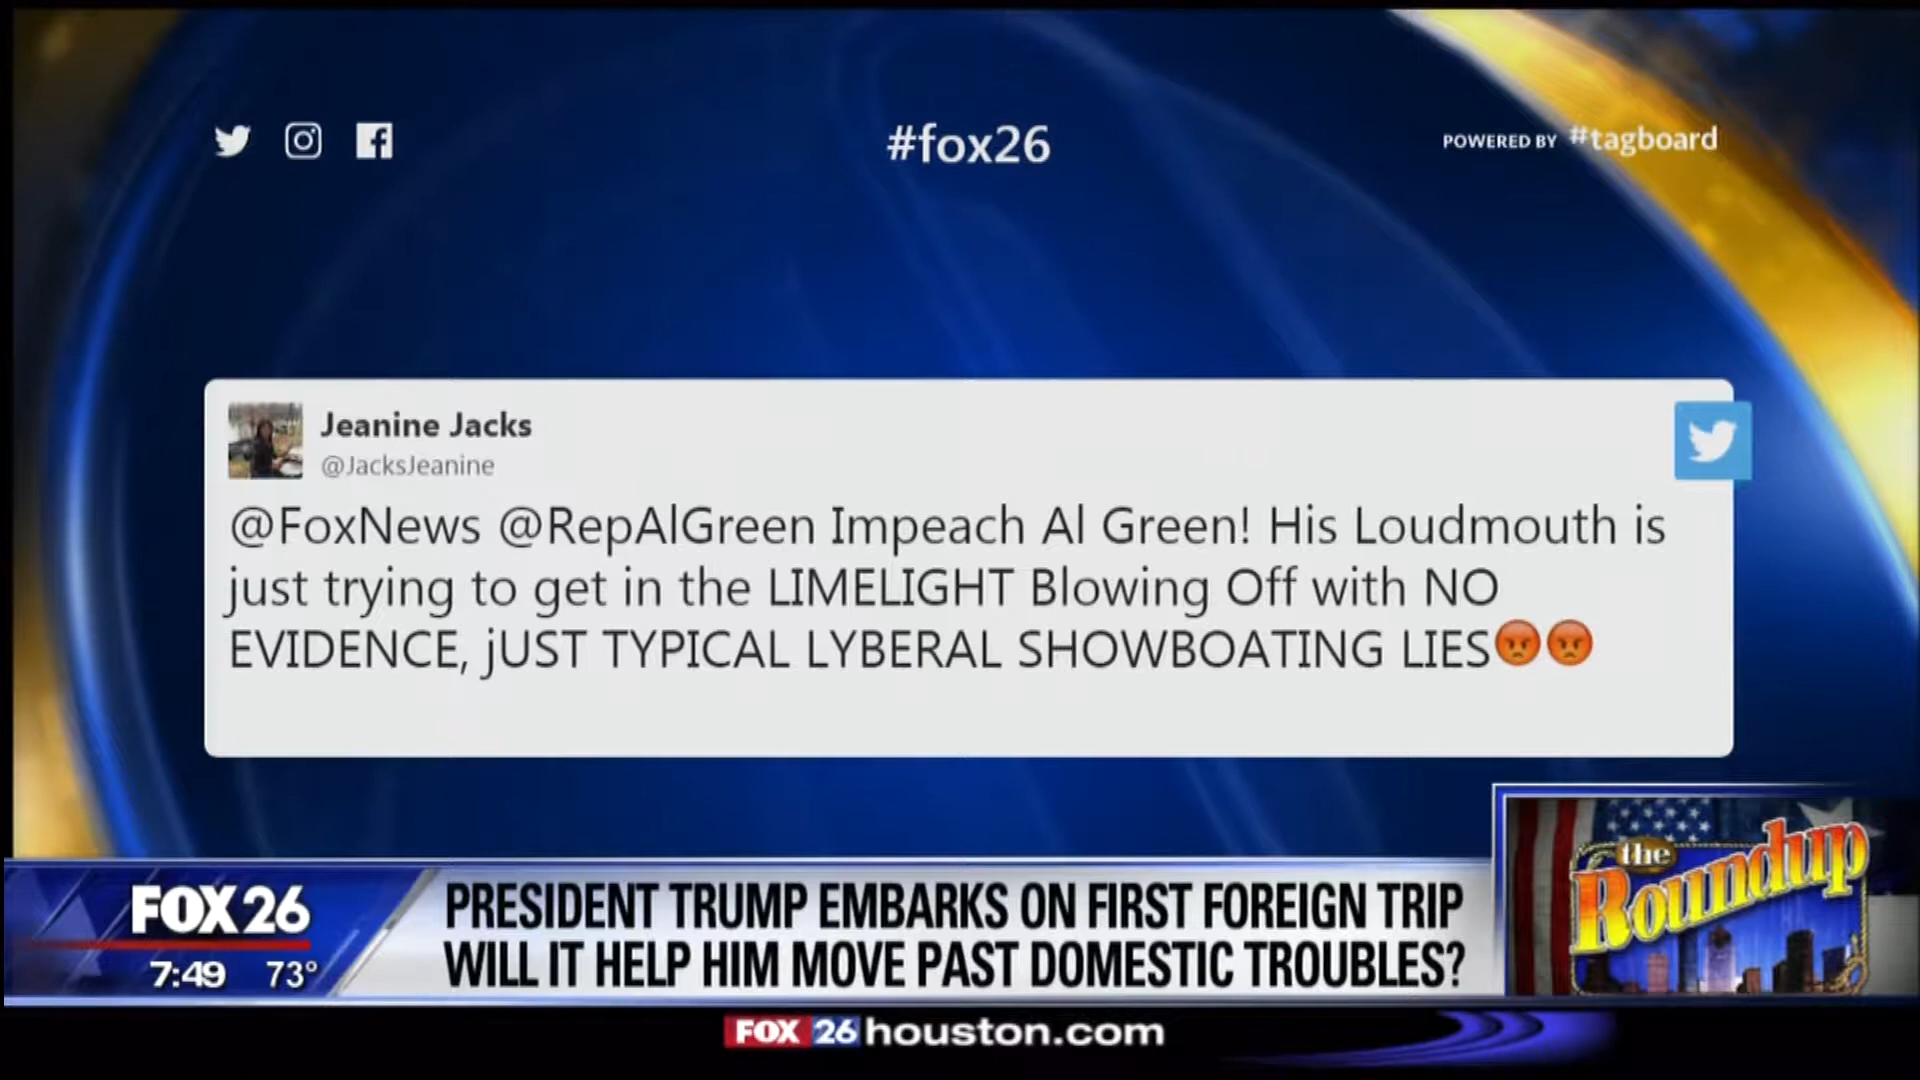 #fox26
POWERED BY #tagboard
Jeanine Jacks
@JacksJeanine
@FoxNews @RepAlGreen Impeach Al Green! His Loudmouth is
just trying to get in the LIMELIGHT Blowing Off with NO
EVIDENCE, jUST TYPICAL LYBERAL SHOWBOATING LIES😡😡
FOX 26
7:49 73°
PRESIDENT TRUMP EMBARKS ON FIRST FOREIGN TRIP
WILL IT HELP HIM MOVE PAST DOMESTIC TROUBLES?
the
Roundup
FOX 26 houston.com